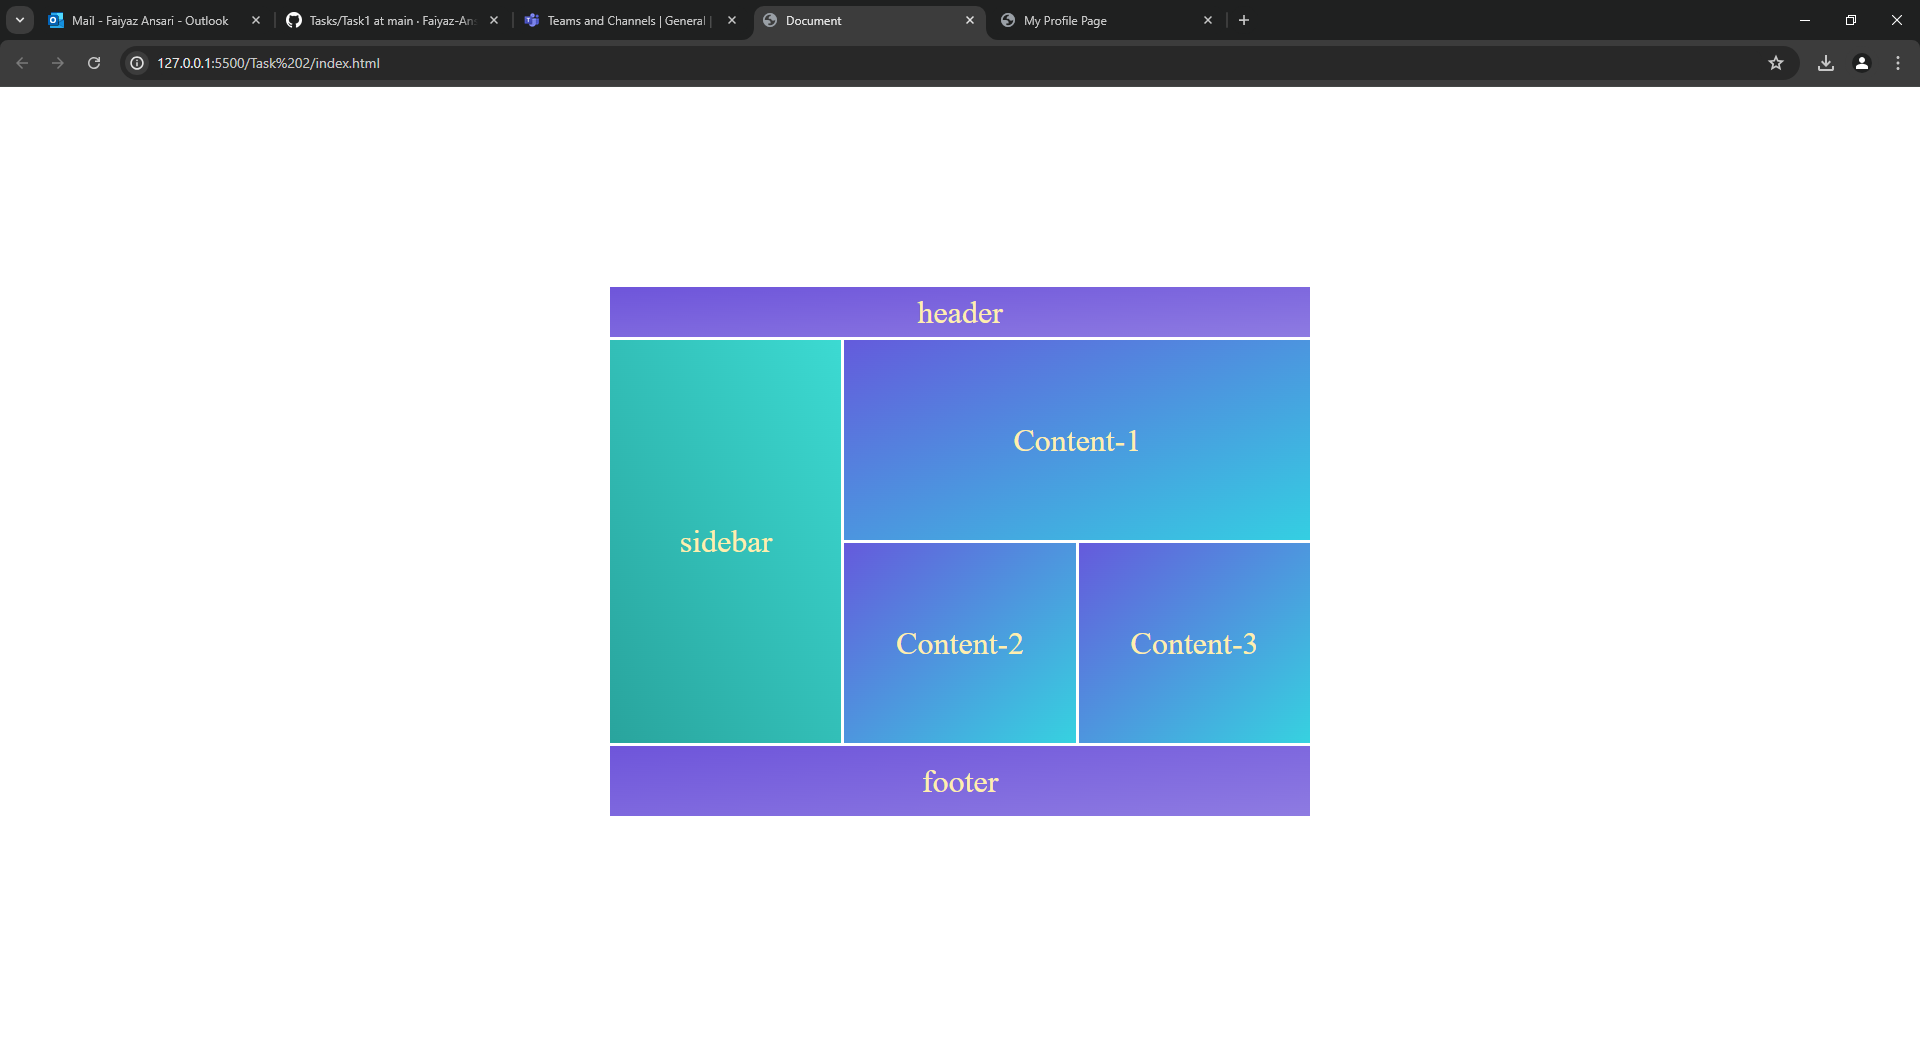 Mail - Faiyaz Ansari - Outlook
Tasks/Task1 at main · Faiyaz-An
Teams and Channels | General |
Document
My Profile Page
127.0.0.1:5500/Task%202/index.html
header
sidebar
Content-1
Content-2
Content-3
footer